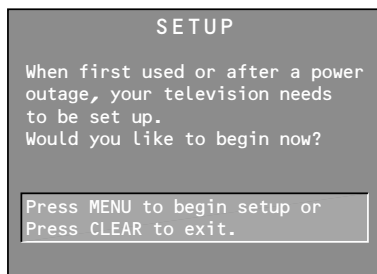 SETUP
When first used or after a power
outage, your television needs
to be set up.
Would you like to begin now?
Press MENU to begin setup or
Press CLEAR to exit.